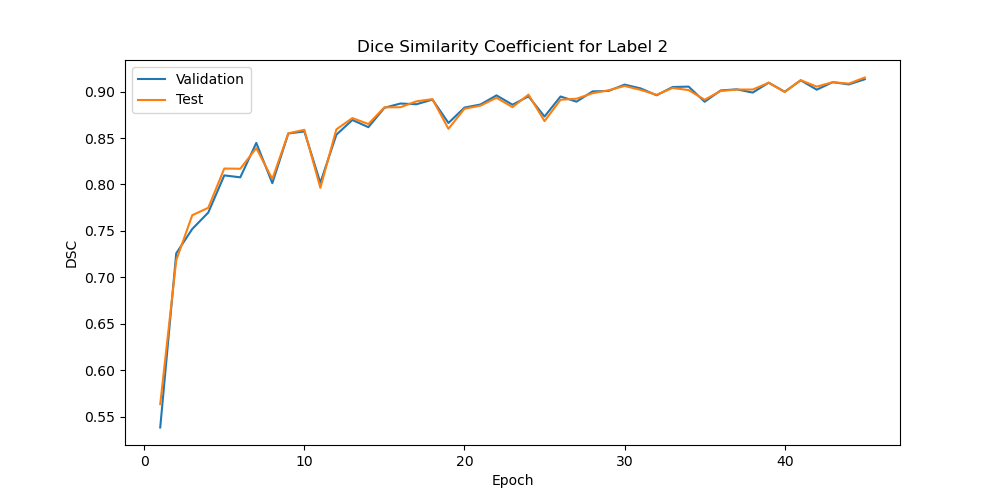 Dice Similarity Coefficient for Label 2
Validation
Test
0.90
0.85
0.80
0.75
0.70
0.65
0.60
0.55
DSC
0 10 20 30 40
Epoch